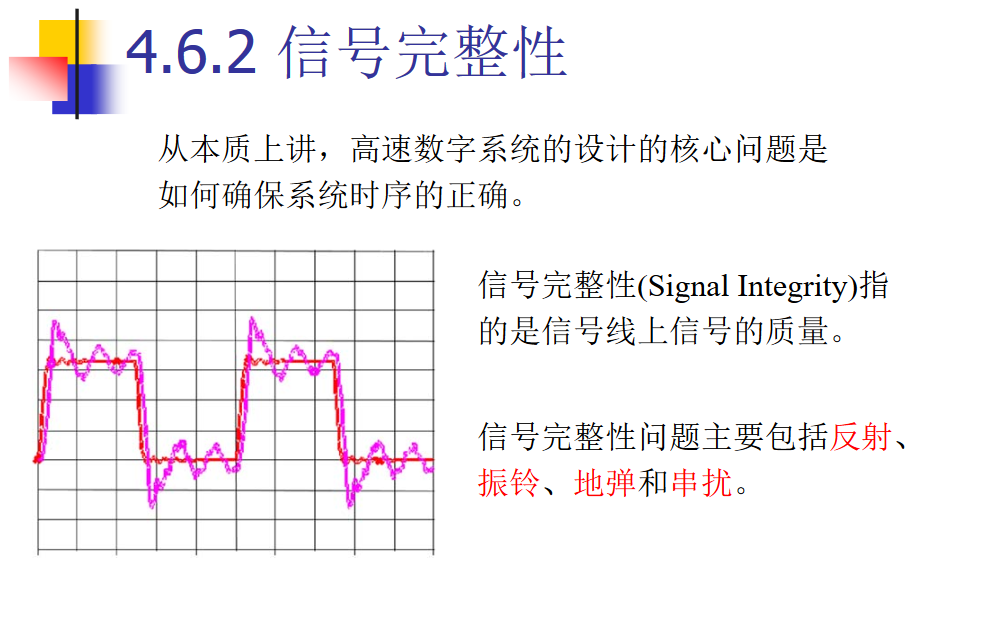 4.6.2 信号完整性
从本质上讲，高速数字系统的设计的核心问题是
如何确保系统时序的正确。
信号完整性(Signal Integrity)指
的是信号线上信号的质量。
信号完整性问题主要包括反射、
振铃、地弹和串扰。